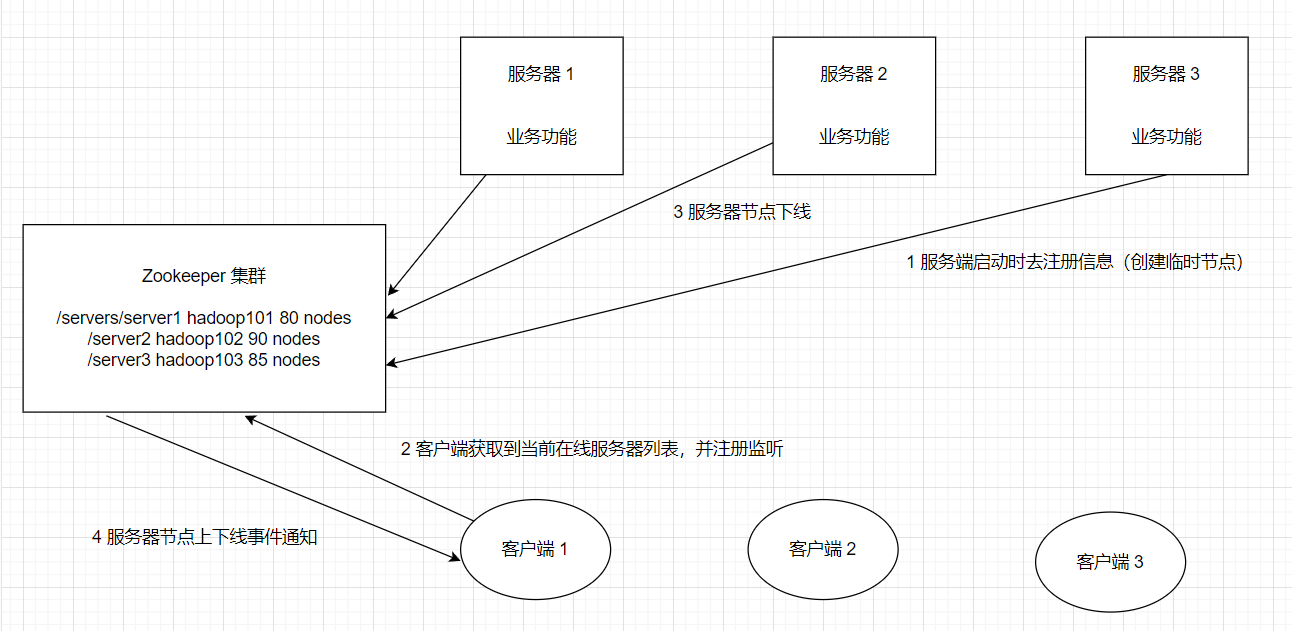 服务器 1
业务功能
服务器 2
业务功能
服务器 3
业务功能
3 服务器节点下线
1 服务端启动时去注册信息（创建临时节点）
Zookeeper 集群
/servers/server1 hadoop101 80 nodes
/server2 hadoop102 90 nodes
/server3 hadoop103 85 nodes
2 客户端获取到当前在线服务器列表，并注册监听
4 服务器节点上下线事件通知
客户端 1
客户端 2
客户端 3